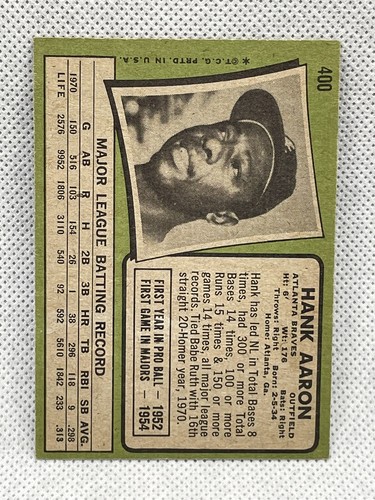 400
HANK AARON
ATLANTA BRAVES OUTFIELD
Ht: 6' Wt: 176 Bats: Right
Throws: Right Born: 2-5-34
Home: Atlanta, Ga.
Hank has led NL in Total Bases 8
times, had 300 or more Total
Bases 14 times, 100 or more
Runs 15 times & 150 or more
games 14 times, all major league
records. Tied Babe Ruth with 16th
straight 20-Homer year, 1970.
FIRST YEAR IN PRO BALL — 1952
FIRST GAME IN MAJORS — 1954
*©T.C.G. PRTD. IN U.S.A.
MAJOR LEAGUE BATTING RECORD
G AB R H 2B 3B HR TB RBI SB AVG.
1970 150 516 103 154 26 1 38 296 118 9 .298
LIFE 2576 9952 1806 3110 540 92 592 5610 1842 233 .313